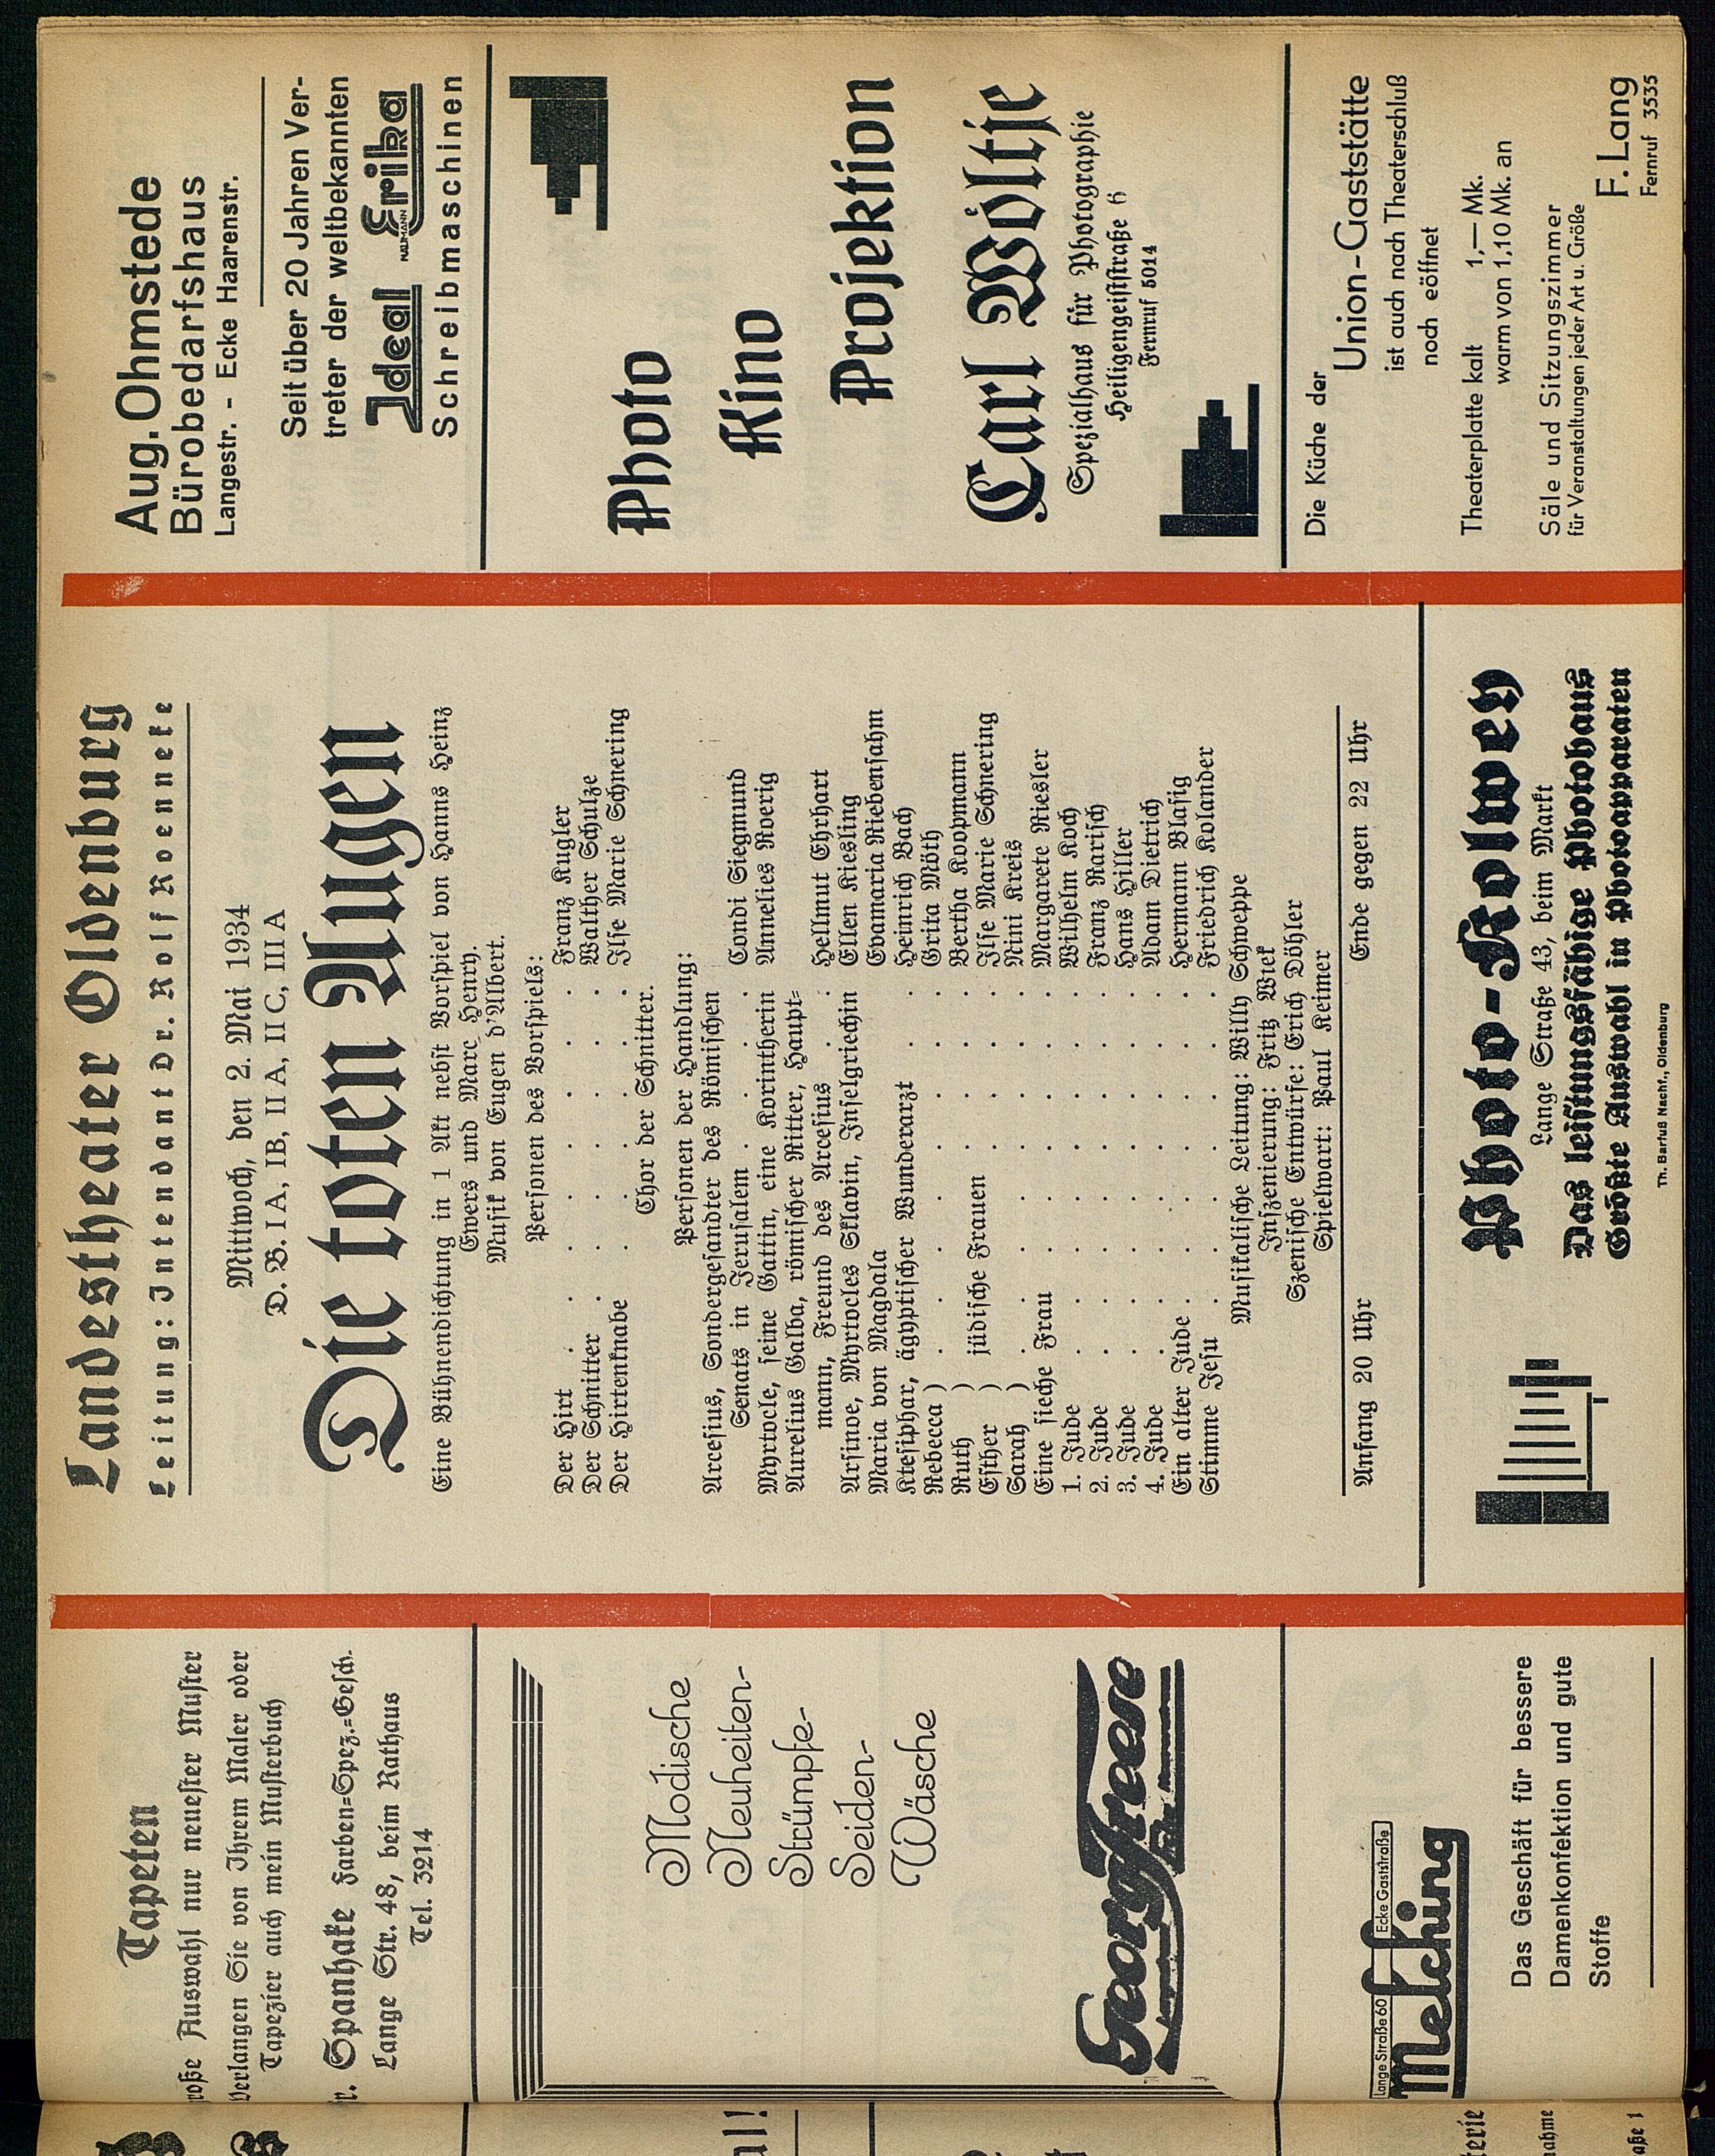 Tapeten
roße Auswahl nur neuester Muster
Verlangen Sie von Ihrem Maler oder
Tapezier auch mein Musterbuch
r. Spanhake Farben=Spez.=Gesch.
Lange Str. 48, beim Rathaus
Tel. 3214
Modische
Neuheiten-
Strümpfe-
Seiden-
Wäsche
Georg Freese
Lange Straße 60
Ecke Gaststraße
Melching
Das Geschäft für bessere
Damenkonfektion und gute
Stoffe
Landestheater Oldenburg
Leitung: Intendant Dr. Rolf Roenneke
Mittwoch, den 2. Mai 1934
D. B. I A, IB, II A, II C, III A
Die toten Augen
Eine Bühnendichtung in 1 Akt nebst Vorspiel von Hanns Heinz
Ewers und Marc Henry.
Musik von Eugen d'Albert.
Personen des Vorspiels:
Der Hirt . . . . . . . Franz Kugler
Der Schnitter . . . . . . . Walther Schulze
Der Hirtenknabe . . . . . . Ilse Marie Schnering
Chor der Schnitter.
Personen der Handlung:
Arcesius, Sondergesandter des Römischen
Senats in Jerusalem . . . . Condi Siegmund
Myrtocle, seine Gattin, eine Korintherin Annelies Roerig
Aurelius Galba, römischer Ritter, Haupt=
mann, Freund des Arcesius . . Hellmut Ehrhart
Arsinoe, Myrtocles Sklavin, Inselgriechin Ellen Kiesling
Maria von Magdala Evamaria Riebensahm
Ktesiphar, ägyptischer Wunderarzt . . Heinrich Bach
Rebecca ) . . . . . . . Grita Möth
Ruth ) jüdische Frauen . . . . Bertha Koopmann
Esther ) . . . . Ilse Marie Schnering
Sarah ) . . . . . . . Nini Kreis
Eine sieche Frau . . . . . . Margarete Riesler
1. Jude . . . . . . . Wilhelm Koch
2. Jude . . . . . . . Franz Rarisch
3. Jude . . . . . . . Hans Hiller
4. Jude . . . . . . . Adam Dietrich
Ein alter Jude . . . . . . Hermann Blasig
Stimme Jesu . . . . . . . Friedrich Kolander
Musikalische Leitung: Willy Schweppe
Inszenierung: Fritz Wiek
Szenische Entwürfe: Erich Döhler
Spielwart: Paul Keimer
Anfang 20 Uhr Ende gegen 22 Uhr
Photo-Kolwey
Lange Straße 43, beim Markt
Das leistungsfähige Photohaus
Größte Auswahl in Photoapparaten
Th. Bartuß Nachf., Oldenburg
Aug. Ohmstede
Bürobedarfshaus
Langestr. - Ecke Haarenstr.
Seit über 20 Jahren Ver-
treter der weltbekannten
Ideal NAUMANN Erika
Schreibmaschinen
Photo
Kino
Projektion
Carl Wöltje
Spezialhaus für Photographie
Heiligengeiststraße 6
Fernruf 5014
Die Küche der
Union-Gaststätte
ist auch nach Theaterschluß
noch eöffnet
Theaterplatte kalt 1,— Mk.
warm von 1,10 Mk. an
Säle und Sitzungszimmer
für Veranstaltungen jeder Art u. Größe
F. Lang
Fernruf 3535